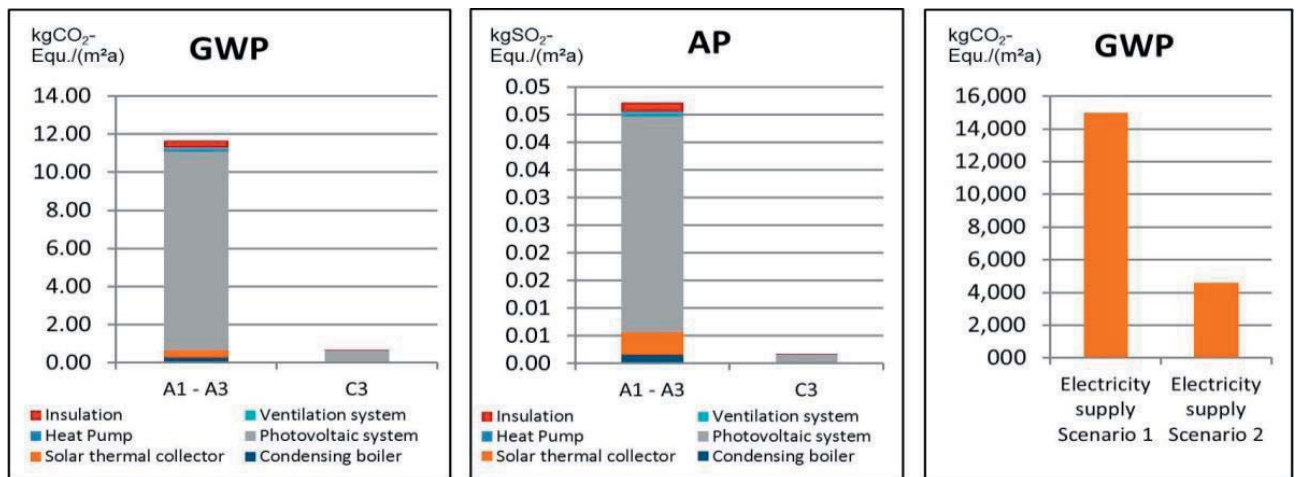 kgCO₂-
Equ./(m²a)
GWP
14.00
12.00
10.00
8.00
6.00
4.00
2.00
0.00
A1 - A3 C3
Insulation Ventilation system
Heat Pump Photovoltaic system
Solar thermal collector Condensing boiler
kgSO₂-
Equ./(m²a)
AP
0.05
0.05
0.04
0.04
0.03
0.03
0.02
0.02
0.01
0.01
0.00
A1 - A3 C3
Insulation Ventilation system
Heat Pump Photovoltaic system
Solar thermal collector Condensing boiler
kgCO₂-
Equ./(m²a)
GWP
16,000
14,000
12,000
10,000
8,000
6,000
4,000
2,000
000
Electricity Electricity
supply supply
Scenario 1 Scenario 2